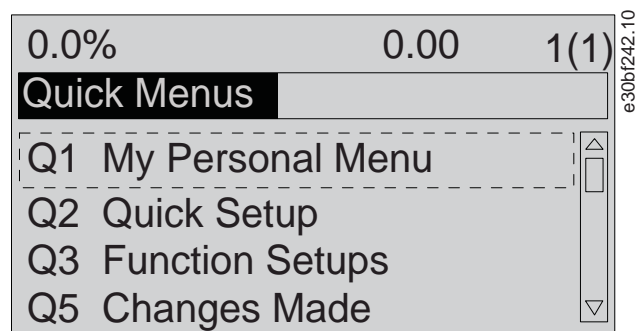 0.0% 0.00 1(1)
Quick Menus
Q1 My Personal Menu
Q2 Quick Setup
Q3 Function Setups
Q5 Changes Made
e30bf242.10